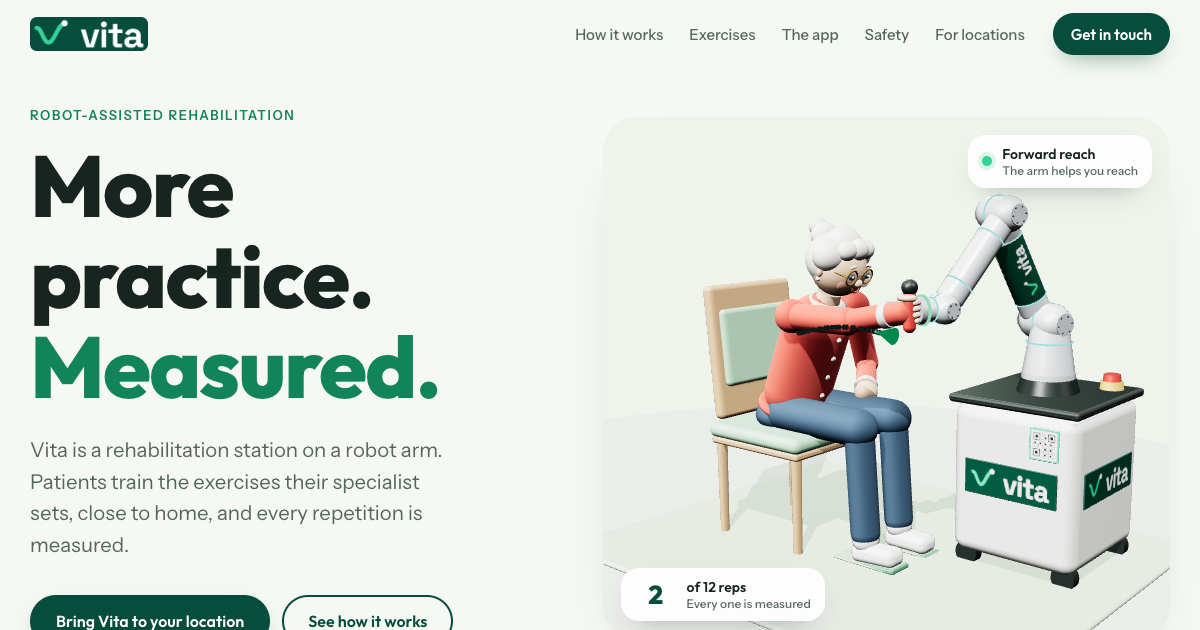 vita
How it works
Exercises
The app
Safety
For locations
Get in touch
ROBOT-ASSISTED REHABILITATION
More
practice.
Measured.
Vita is a rehabilitation station on a robot arm.
Patients train the exercises their specialist
sets, close to home, and every repetition is
measured.
Bring Vita to your location
See how it works
Forward reach
The arm helps you reach
vita
vita
vita
2
of 12 reps
Every one is measured